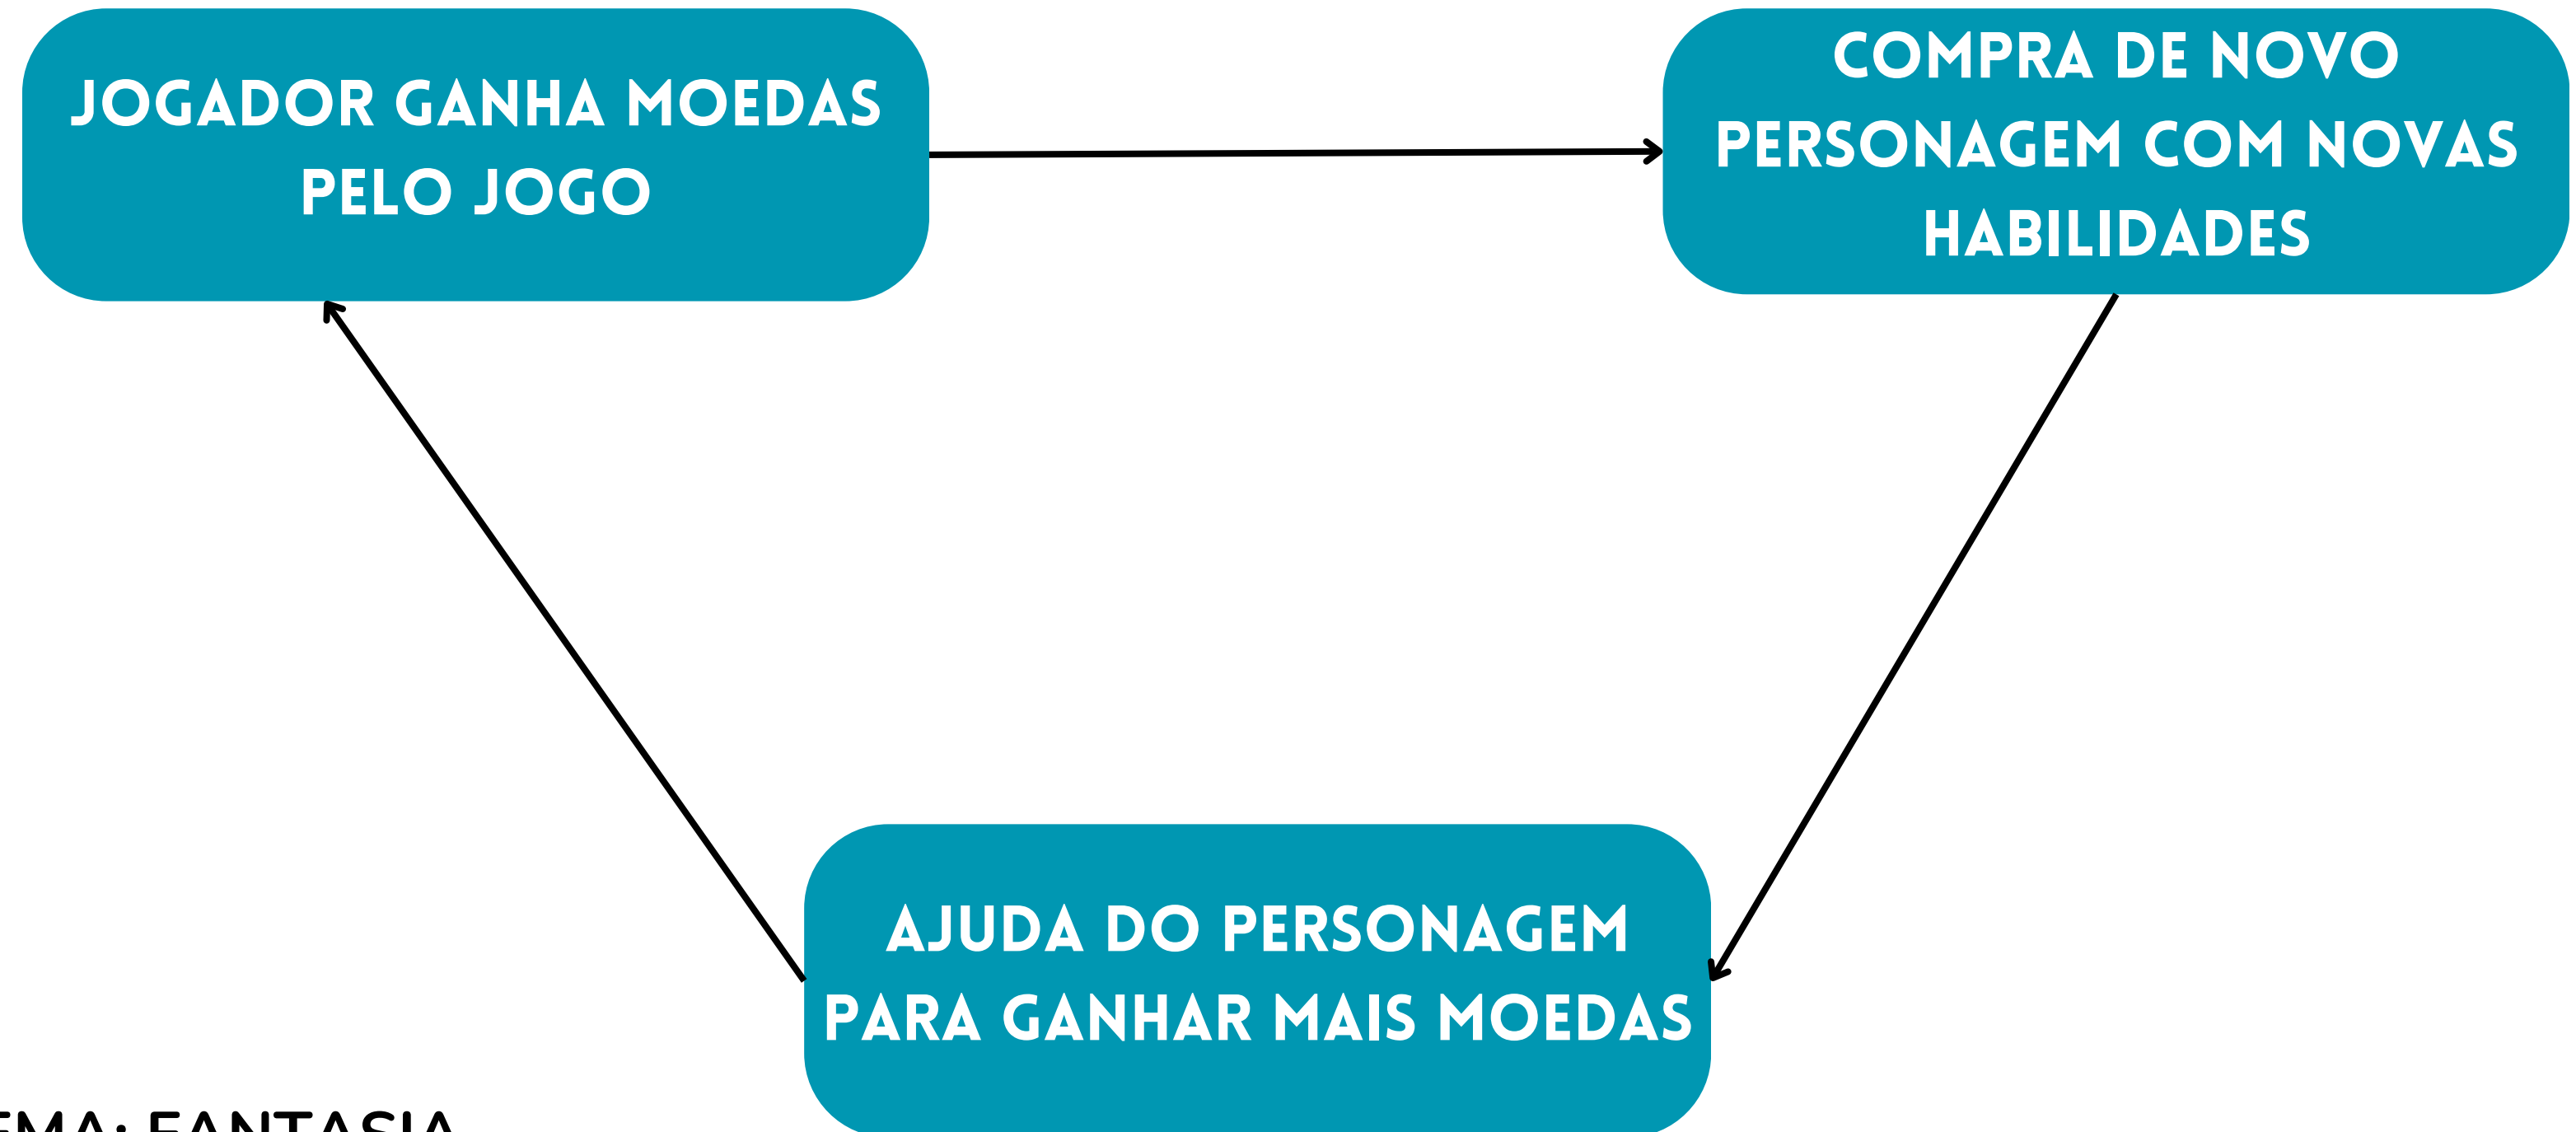 JOGADOR GANHA MOEDAS
PELO JOGO
COMPRA DE NOVO
PERSONAGEM COM NOVAS
HABILIDADES
AJUDA DO PERSONAGEM
PARA GANHAR MAIS MOEDAS
FANTASIA